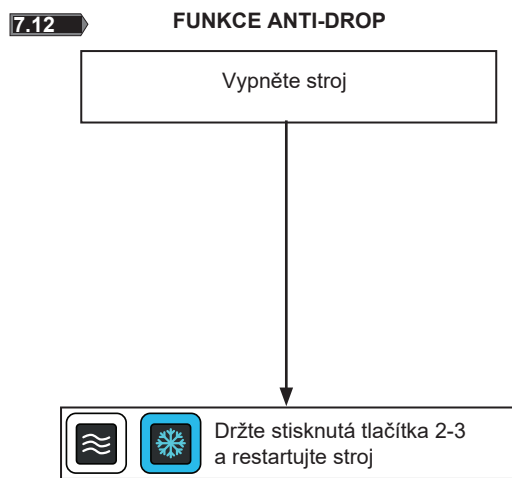 7.12
FUNKCE ANTI-DROP
Vypněte stroj
Držte stisknutá tlačítka 2-3
a restartujte stroj